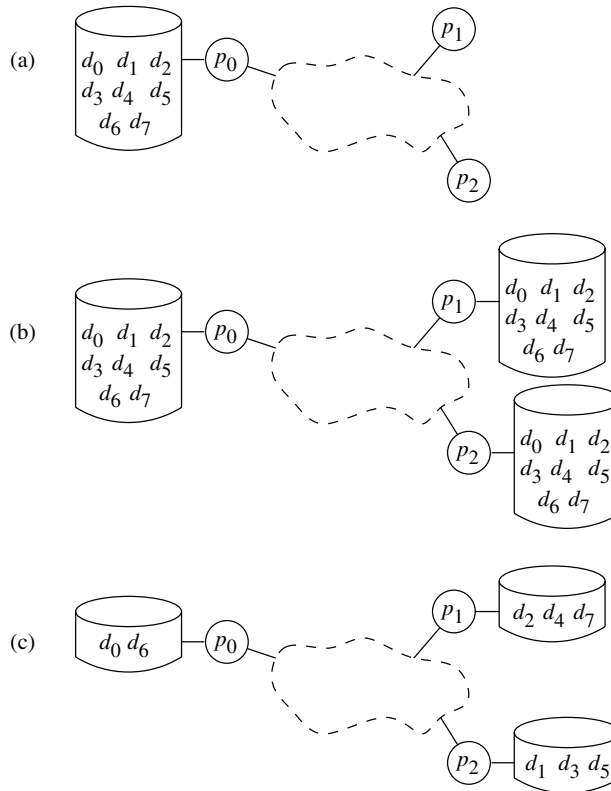 (a)
d₀ d₁ d₂
d₃ d₄ d₅
d₆ d₇
p₀
p₁
p₂
(b)
d₀ d₁ d₂
d₃ d₄ d₅
d₆ d₇
p₀
p₁
d₀ d₁ d₂
d₃ d₄ d₅
d₆ d₇
p₂
d₀ d₁ d₂
d₃ d₄ d₅
d₆ d₇
(c)
d₀ d₆
p₀
p₁
d₂ d₄ d₇
p₂
d₁ d₃ d₅